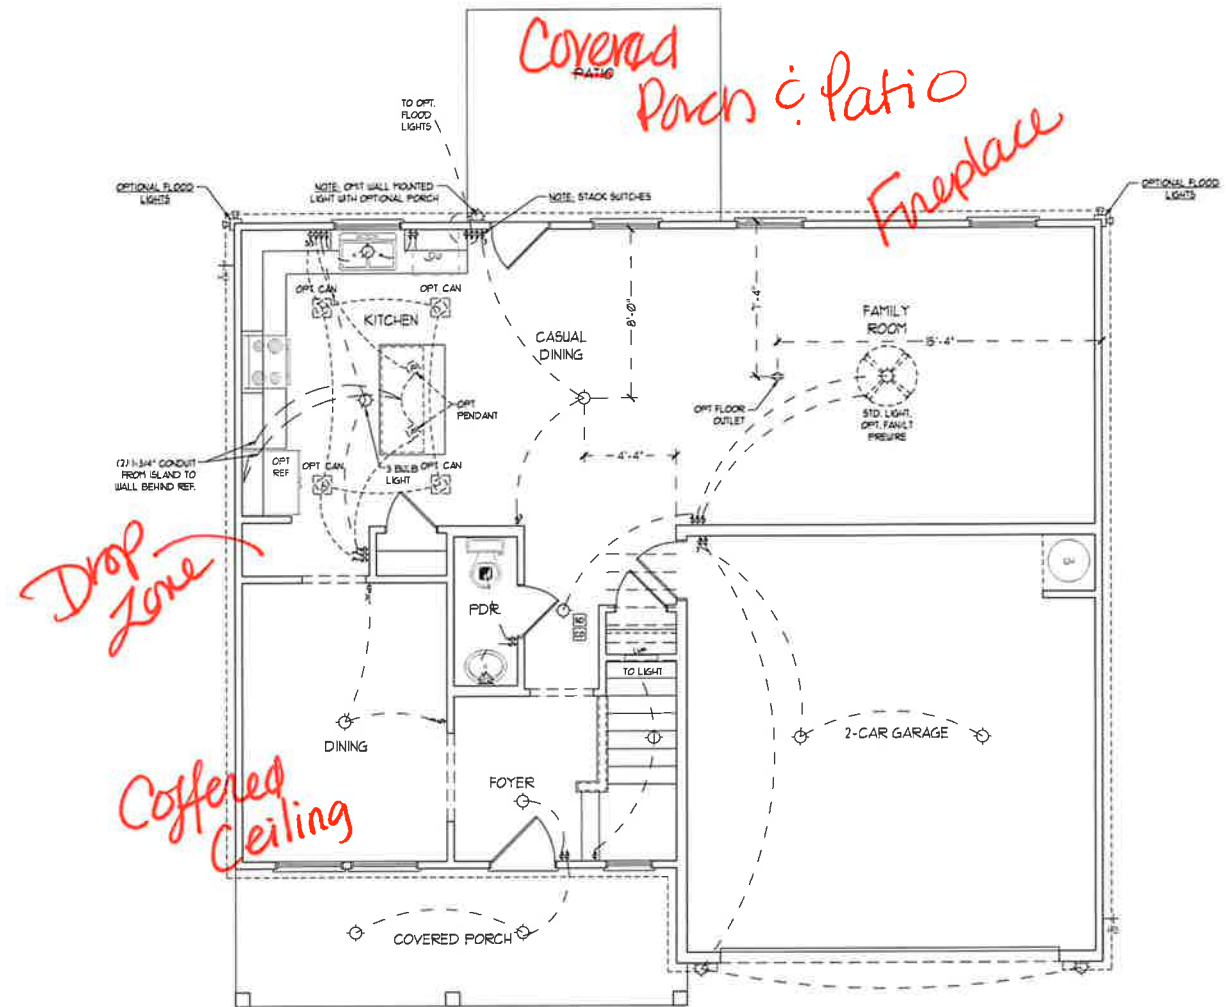 Covered
PATIO
Porch & Patio
TO OPT.
FLOOD
LIGHTS
Fireplace
OPTIONAL FLOOD
LIGHTS
NOTE: OMIT WALL MOUNTED
LIGHT WITH OPTIONAL PORCH
NOTE: STACK SWITCHES
OPTIONAL FLOOD
LIGHTS
OPT CAN
OPT CAN
KITCHEN
8'-0"
7'-4"
CASUAL
DINING
FAMILY
ROOM
15'-4"
OPT
PENDANT
OPT FLOOR
OUTLET
STD. LIGHT,
OPT. FAN/LT
PREWIRE
(2) 1-3/4" CONDUIT
FROM ISLAND TO
WALL BEHIND REF.
OPT
REF
OPT CAN
3 BULB
LIGHT
OPT CAN
4'-4"
Drop
Zone
PDR
TO LIGHT
DINING
2-CAR GARAGE
FOYER
Coffered
Ceiling
COVERED PORCH